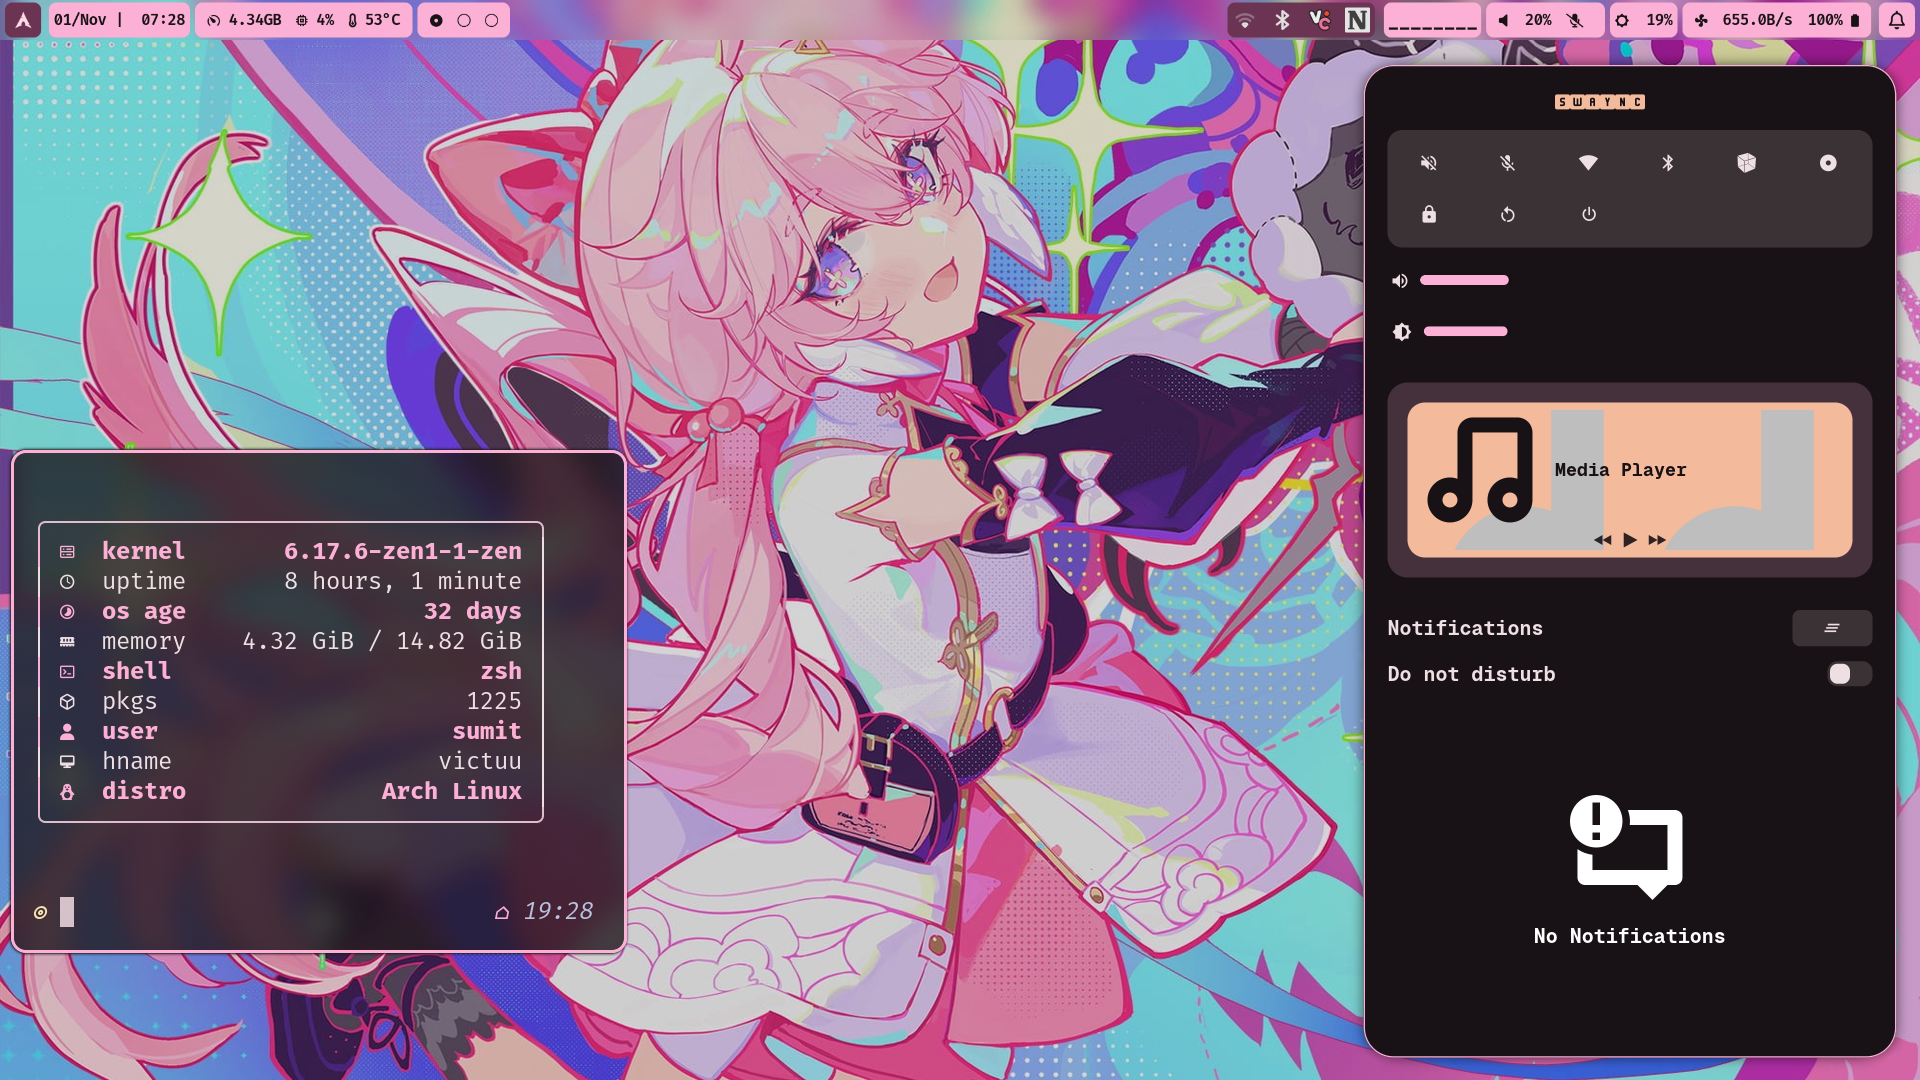 01/Nov | 07:28 4.34GB 4% 53°C
N 20% 19% 655.0B/s 100%
SWAYNC
Media Player
Notifications
Do not disturb
No Notifications
kernel 6.17.6-zen1-1-zen
uptime 8 hours, 1 minute
os age 32 days
memory 4.32 GiB / 14.82 GiB
shell zsh
pkgs 1225
user sumit
hname victuu
distro Arch Linux
19:28